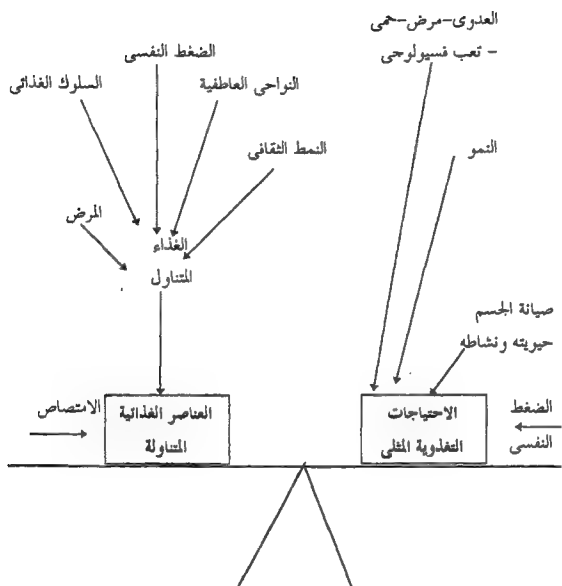 العدوى-مرض-حمى
- تعب فسيولوجى
الضغط النفسى
النواحى العاطفية
السلوك الغذائى
النمط الثقافى
النمو
المرض
الغذاء
المتناول
صيانة الجسم
حيويته ونشاطه
الاحتياجات
التغذوية المثلى
الضغط
النفسى
العناصر الغذائية
المتناولة
الامتصاص